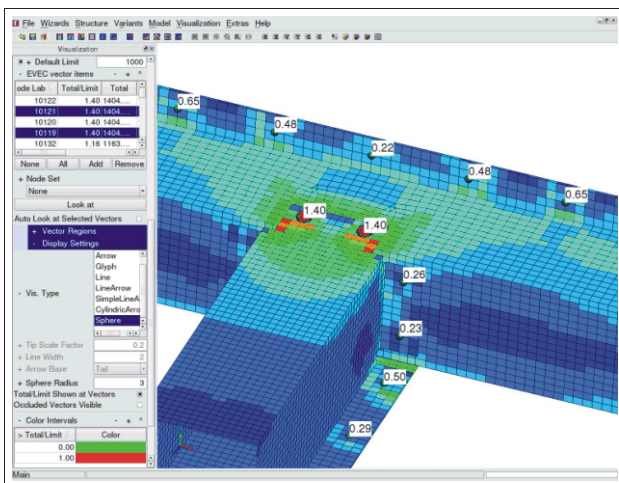 File Wizards Structure Variants Model Visualization Extras Help
Visualization
+ Default Limit 1000
- EVEC vector items - + ^
ode Lab Total/Limit Total
10122 1.40 1404....
10121 1.40 1404....
10120 1.40 1404....
10119 1.40 1404....
10132 1.16 1163....
None All Add Remove
+ Node Set
None
Look at
Auto Look at Selected Vectors
+ Vector Regions
- Display Settings
Arrow
Glyph
Line
LineArrow
SimpleLineA
CylindricArro
Sphere
- Vis. Type
+ Tip Scale Factor 0.2
+ Line Width 2
+ Arrow Base Tail
+ Sphere Radius 3
Total/Limit Shown at Vectors
Occluded Vectors Visible
- Color Intervals - + ^
> Total/Limit / Color
0.00
1.00
Main
0.65
0.48
0.22
0.48
0.65
1.40
1.40
0.26
0.23
0.50
0.29